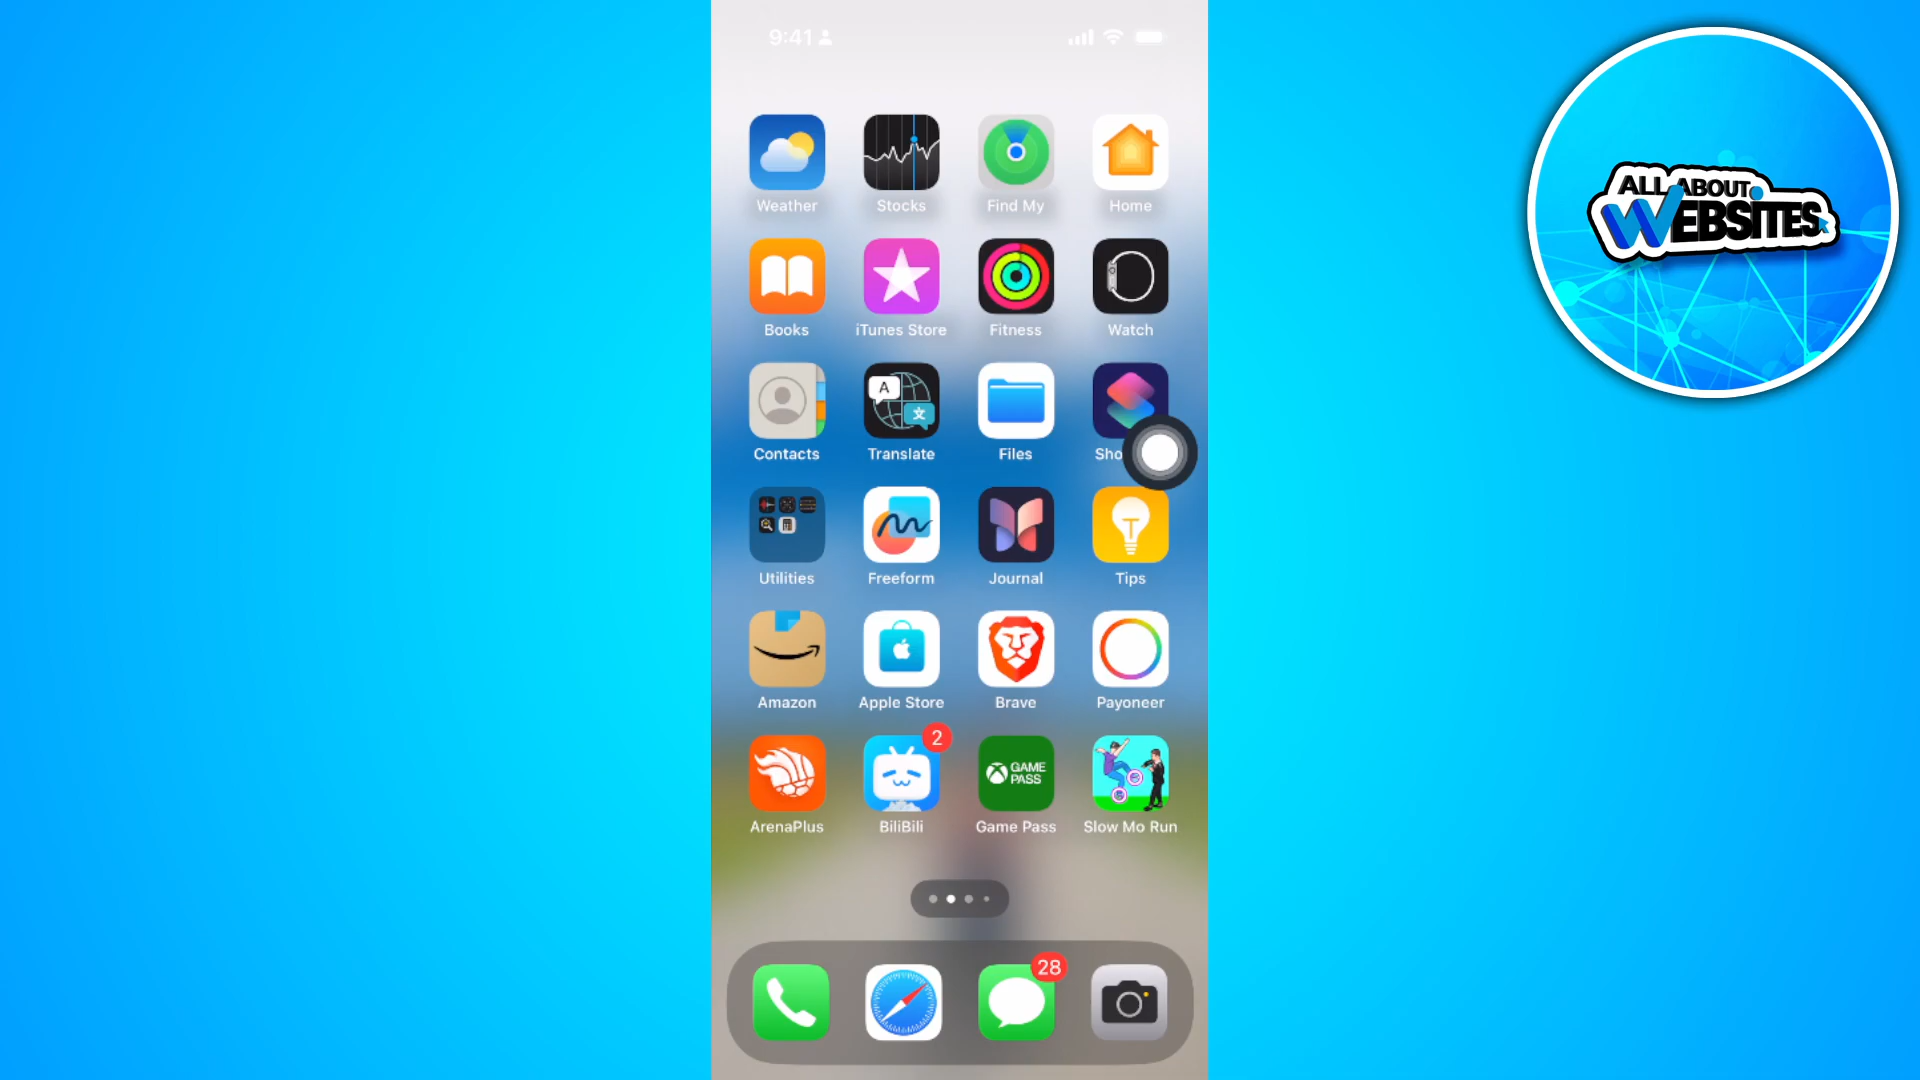 9:41
ALL ABOUT
WEBSITES
Weather Stocks Find My Home
Books iTunes Store Fitness Watch
A 文
Contacts Translate Files Sho
Utilities Freeform Journal Tips
Amazon Apple Store Brave Payoneer
2
GAME PASS
ArenaPlus BiliBili Game Pass Slow Mo Run
28